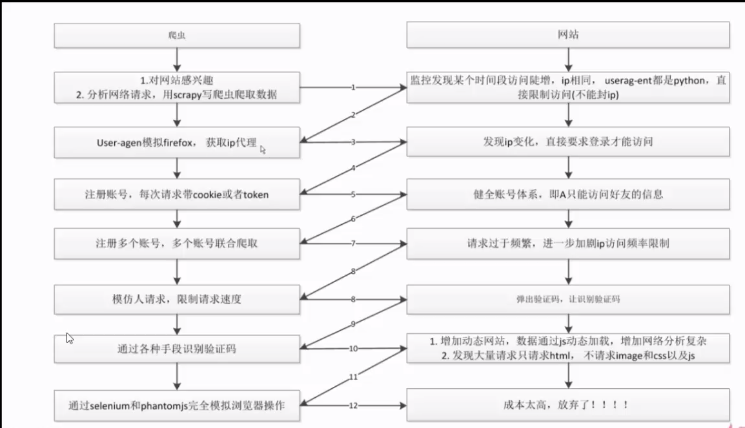 爬虫
网站
1.对网站感兴趣
2. 分析网络请求，用scrapy写爬虫爬取数据
1
监控发现某个时间段访问陡增，ip相同， userag-ent都是python，直
接限制访问(不能封ip)
2
User-agen模拟firefox， 获取ip代理
3
发现ip变化，直接要求登录才能访问
4
注册账号，每次请求带cookie或者token
5
健全账号体系，即A只能访问好友的信息
6
注册多个账号，多个账号联合爬取
7
请求过于频繁，进一步加剧ip访问频率限制
8
模仿人请求，限制请求速度
8
弹出验证码，让识别验证码
9
通过各种手段识别验证码
10
1. 增加动态网站，数据通过js动态加载，增加网络分析复杂
2. 发现大量请求只请求html， 不请求image和css以及js
11
通过selenium和phantomjs完全模拟浏览器操作
12
成本太高，放弃了！！！！